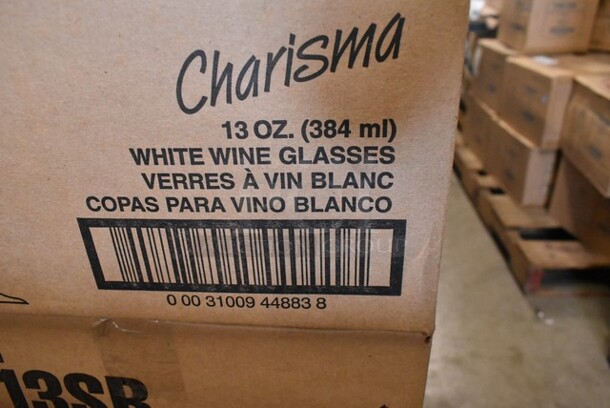 Charisma
13 OZ. (384 ml)
WHITE WINE GLASSES
VERRES À VIN BLANC
COPAS PARA VINO BLANCO
0 00 31009 44883 8
13SR